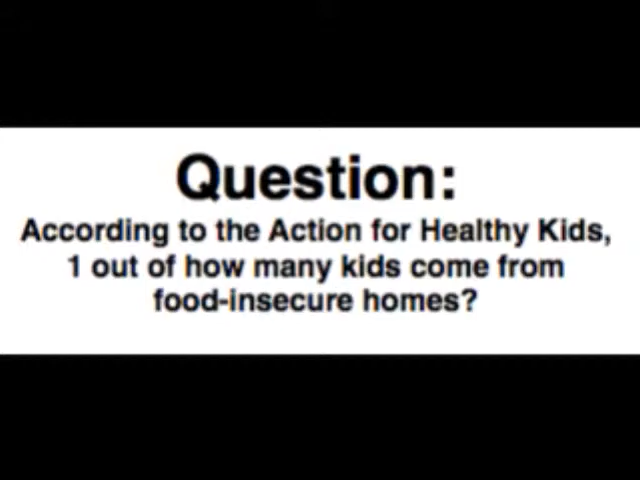 Question:
According to the Action for Healthy Kids,
1 out of how many kids come from
food-insecure homes?